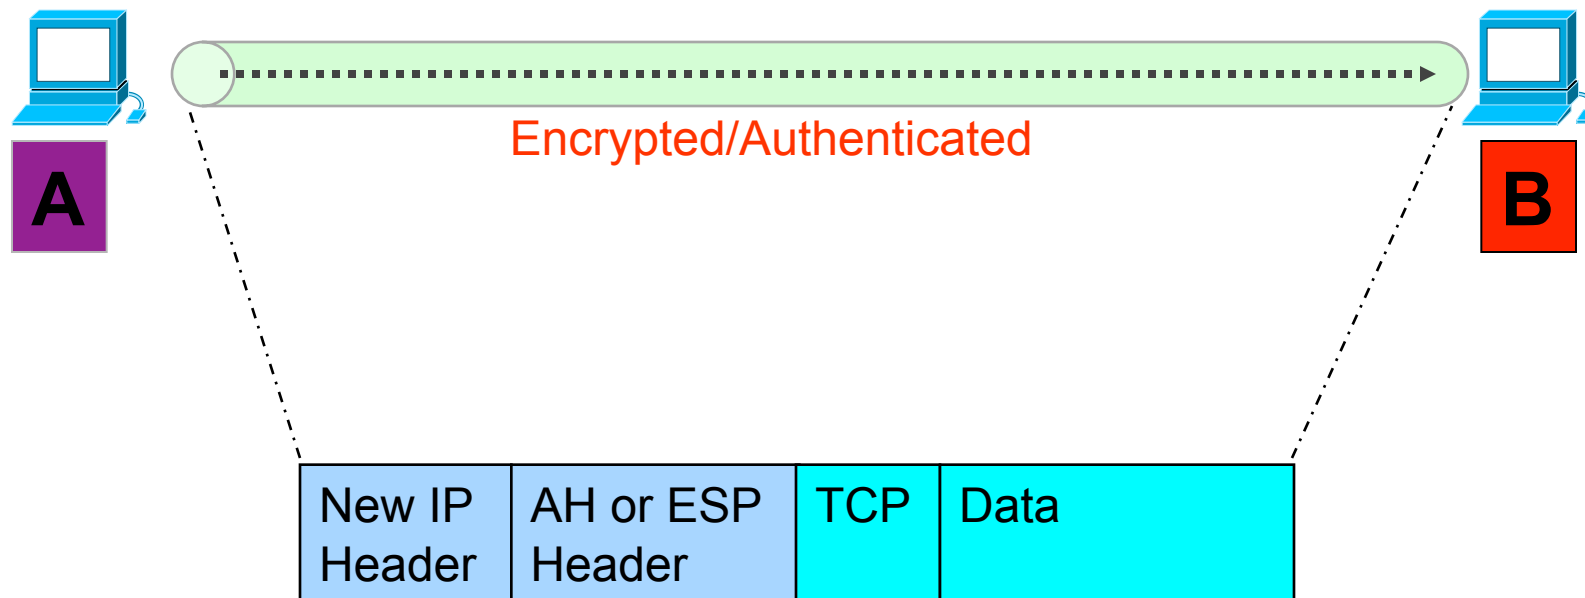 Encrypted/Authenticated
A
B
New IP
Header
AH or ESP
Header
TCP
Data